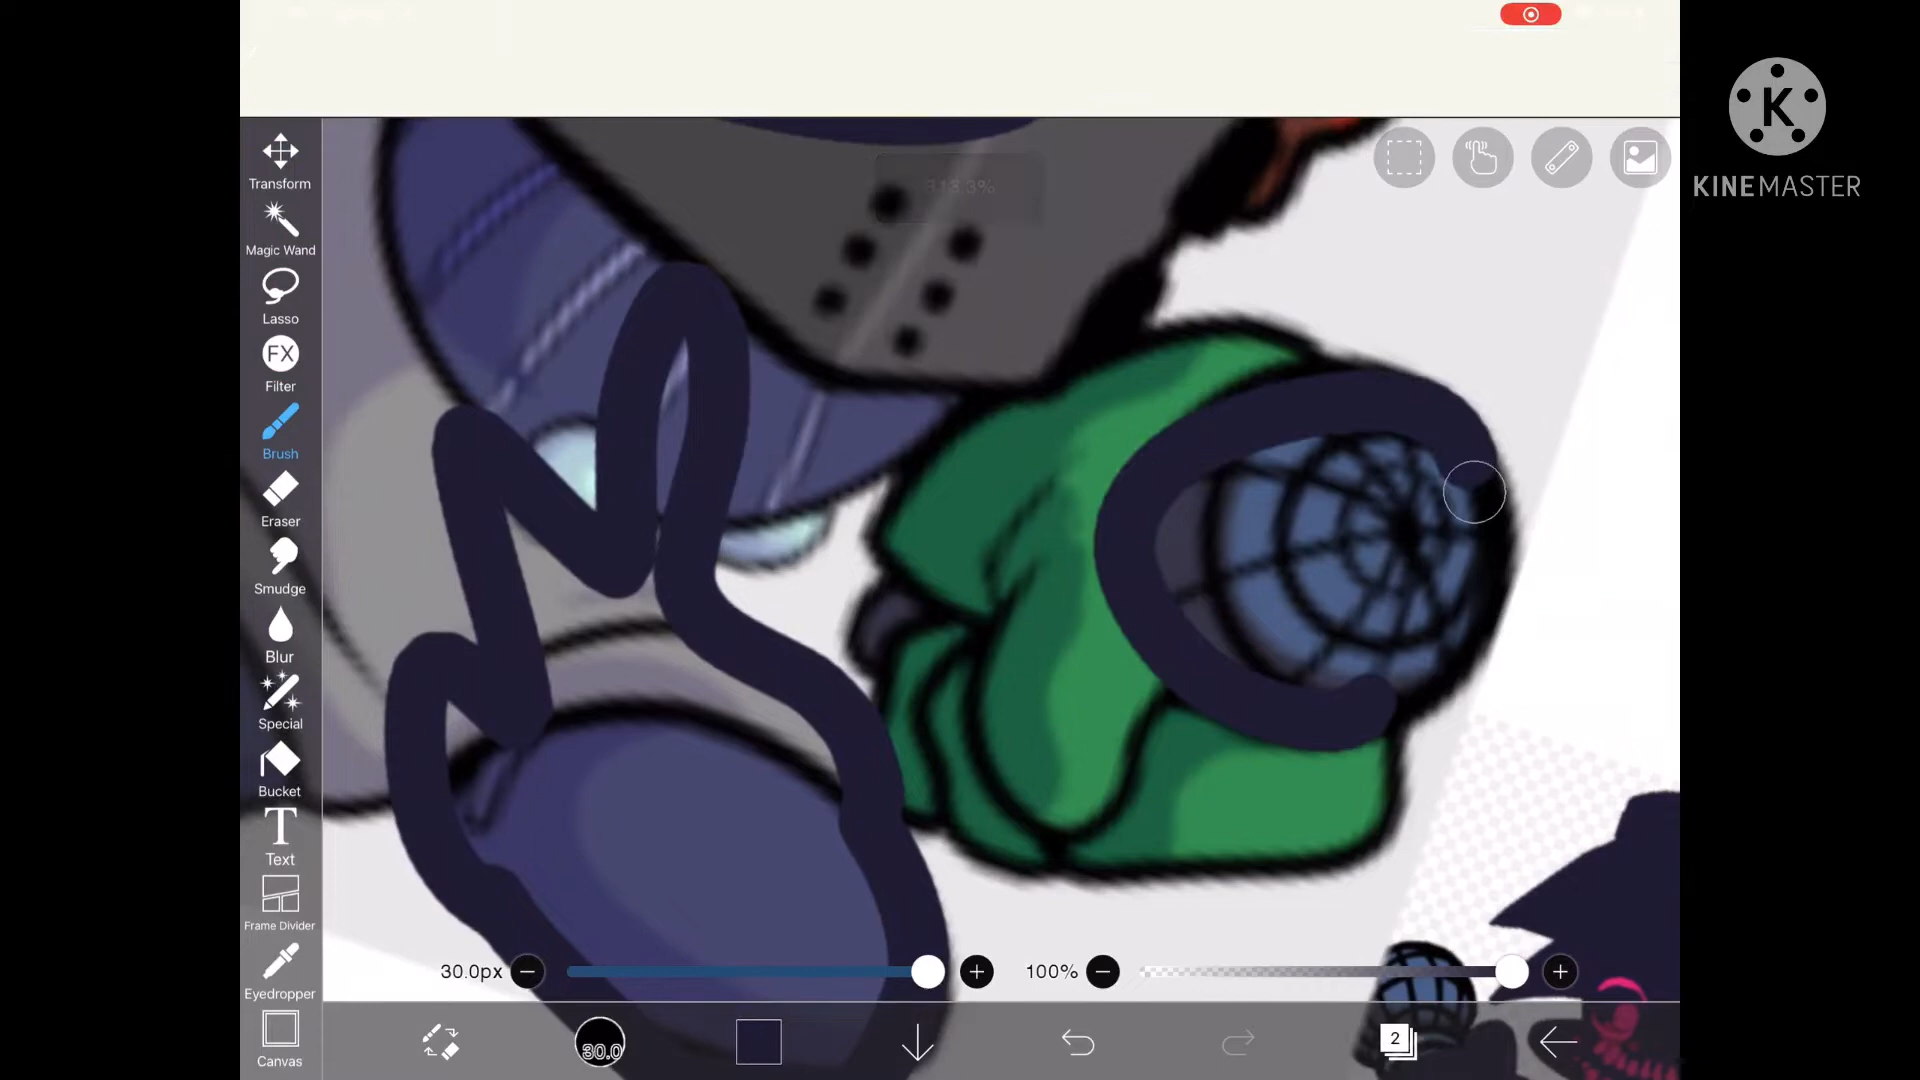 Transform
Magic Wand
Lasso
FX
Filter
Brush
Eraser
Smudge
Blur
Special
Bucket
T
Text
Frame Divider
Eyedropper
Canvas
K
KINEMASTER
30.0px
100%
30.0
2